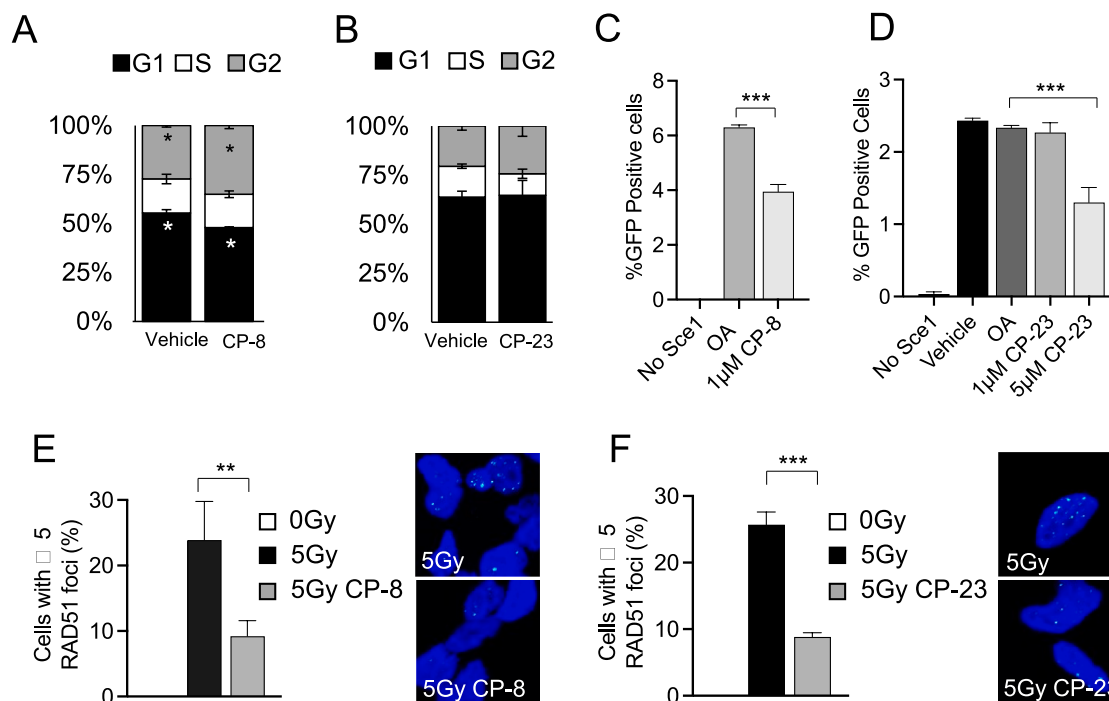 A
G1 S G2
100%
75%
50%
25%
0%
* *
* *
Vehicle CP-8
B
G1 S G2
100%
75%
50%
25%
0%
Vehicle CP-23
C
%GFP Positive cells
8
6
4
2
0
***
No Sce1
OA
1µM CP-8
D
% GFP Positive Cells
3
2
1
0
***
No Sce1
Vehicle
OA
1µM CP-23
5µM CP-23
E
Cells with □ 5
RAD51 foci (%)
30
20
10
0
**
0Gy
5Gy
5Gy CP-8
5Gy
5Gy CP-8
F
Cells with □ 5
RAD51 foci (%)
30
20
10
0
***
0Gy
5Gy
5Gy CP-23
5Gy
5Gy CP-23